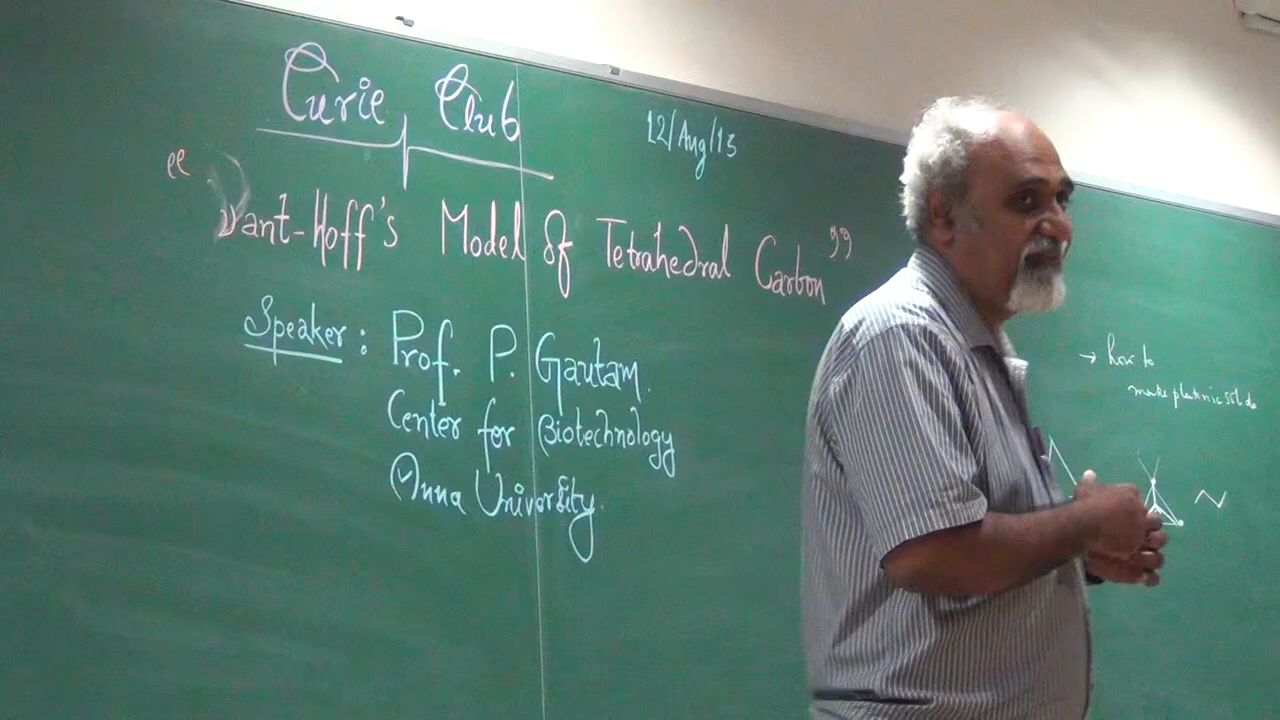 Curie Club
12/Aug/13
“Vant-Hoff's Model Of Tetrahedral Carbon”
Speaker: Prof. P. Gautam.
Center for Biotechnology
Anna University.
→ how to
make platonic solids